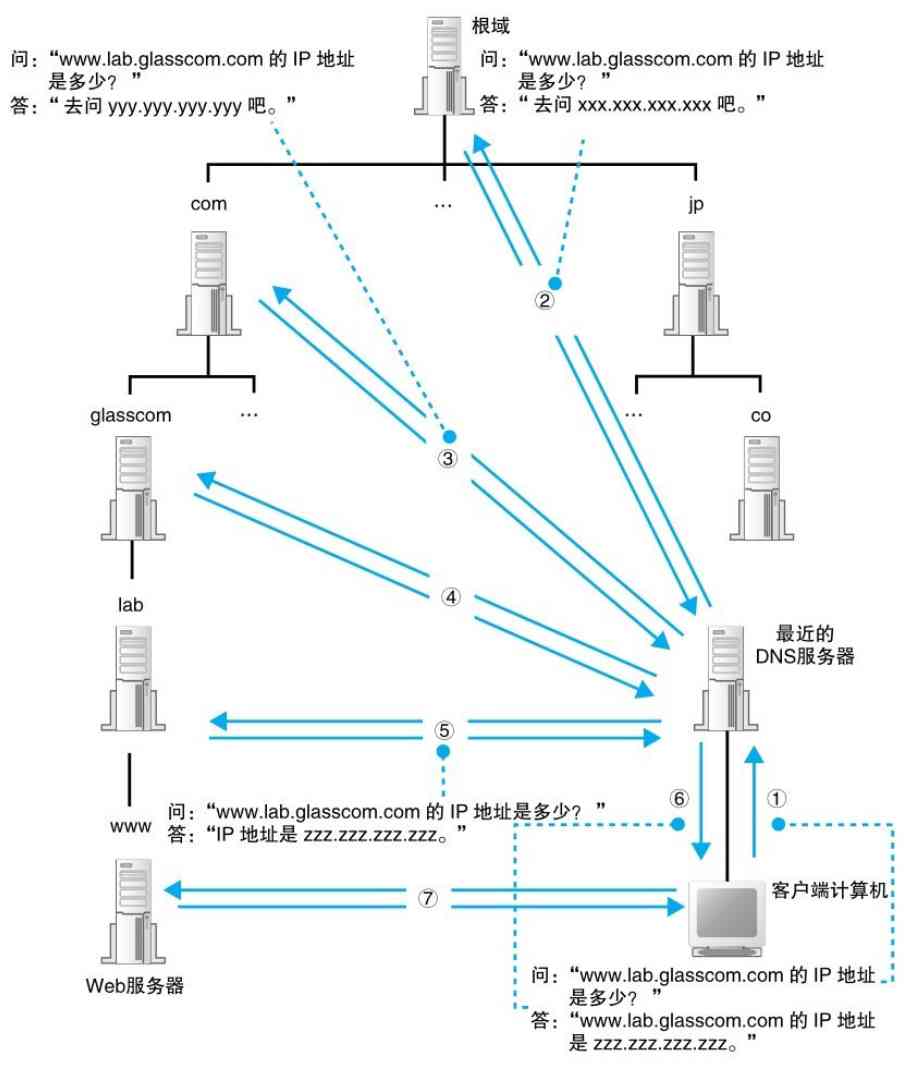 根域
问：“www.lab.glasscom.com 的 IP 地址
是多少？ ”
答：“ 去问 yyy.yyy.yyy.yyy 吧。”
问：“www.lab.glasscom.com 的 IP 地址
是多少？ ”
答：“ 去问 xxx.xxx.xxx.xxx 吧。”
com
…
jp
②
glasscom
…
…
co
③
④
lab
最近的
DNS服务器
⑤
⑥
①
问：“www.lab.glasscom.com 的 IP 地址是多少？ ”
答：“IP 地址是 zzz.zzz.zzz.zzz。”
www
⑦
客户端计算机
Web服务器
问：“www.lab.glasscom.com 的 IP 地址
是多少？ ”
答：“www.lab.glasscom.com 的 IP 地址
是 zzz.zzz.zzz.zzz。”